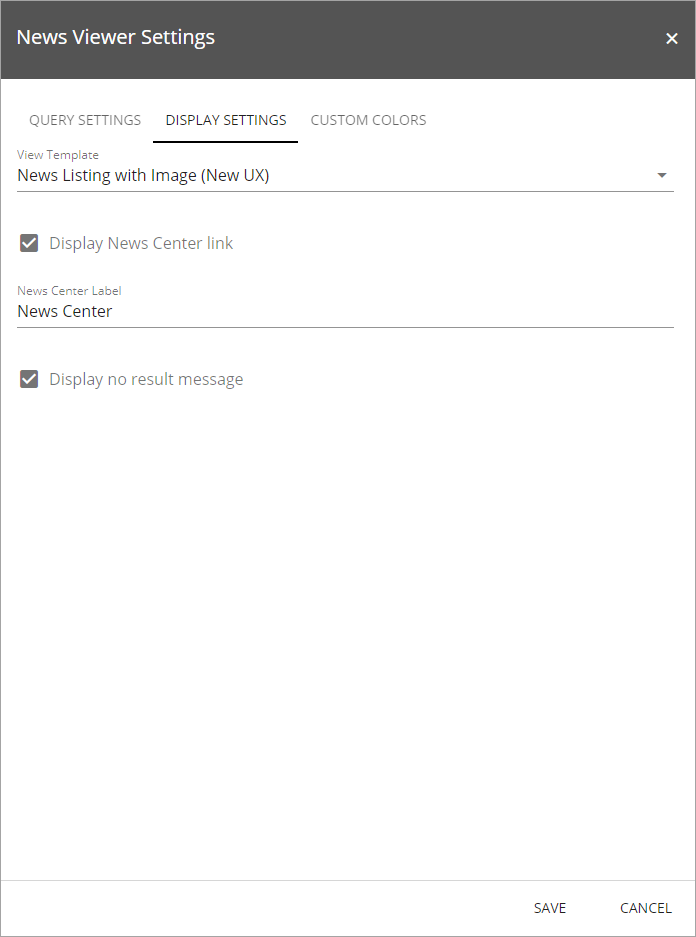 News Viewer Settings
QUERY SETTINGS DISPLAY SETTINGS CUSTOM COLORS
View Template
News Listing with Image (New UX)
Display News Center link
News Center Label
News Center
Display no result message
SAVE CANCEL